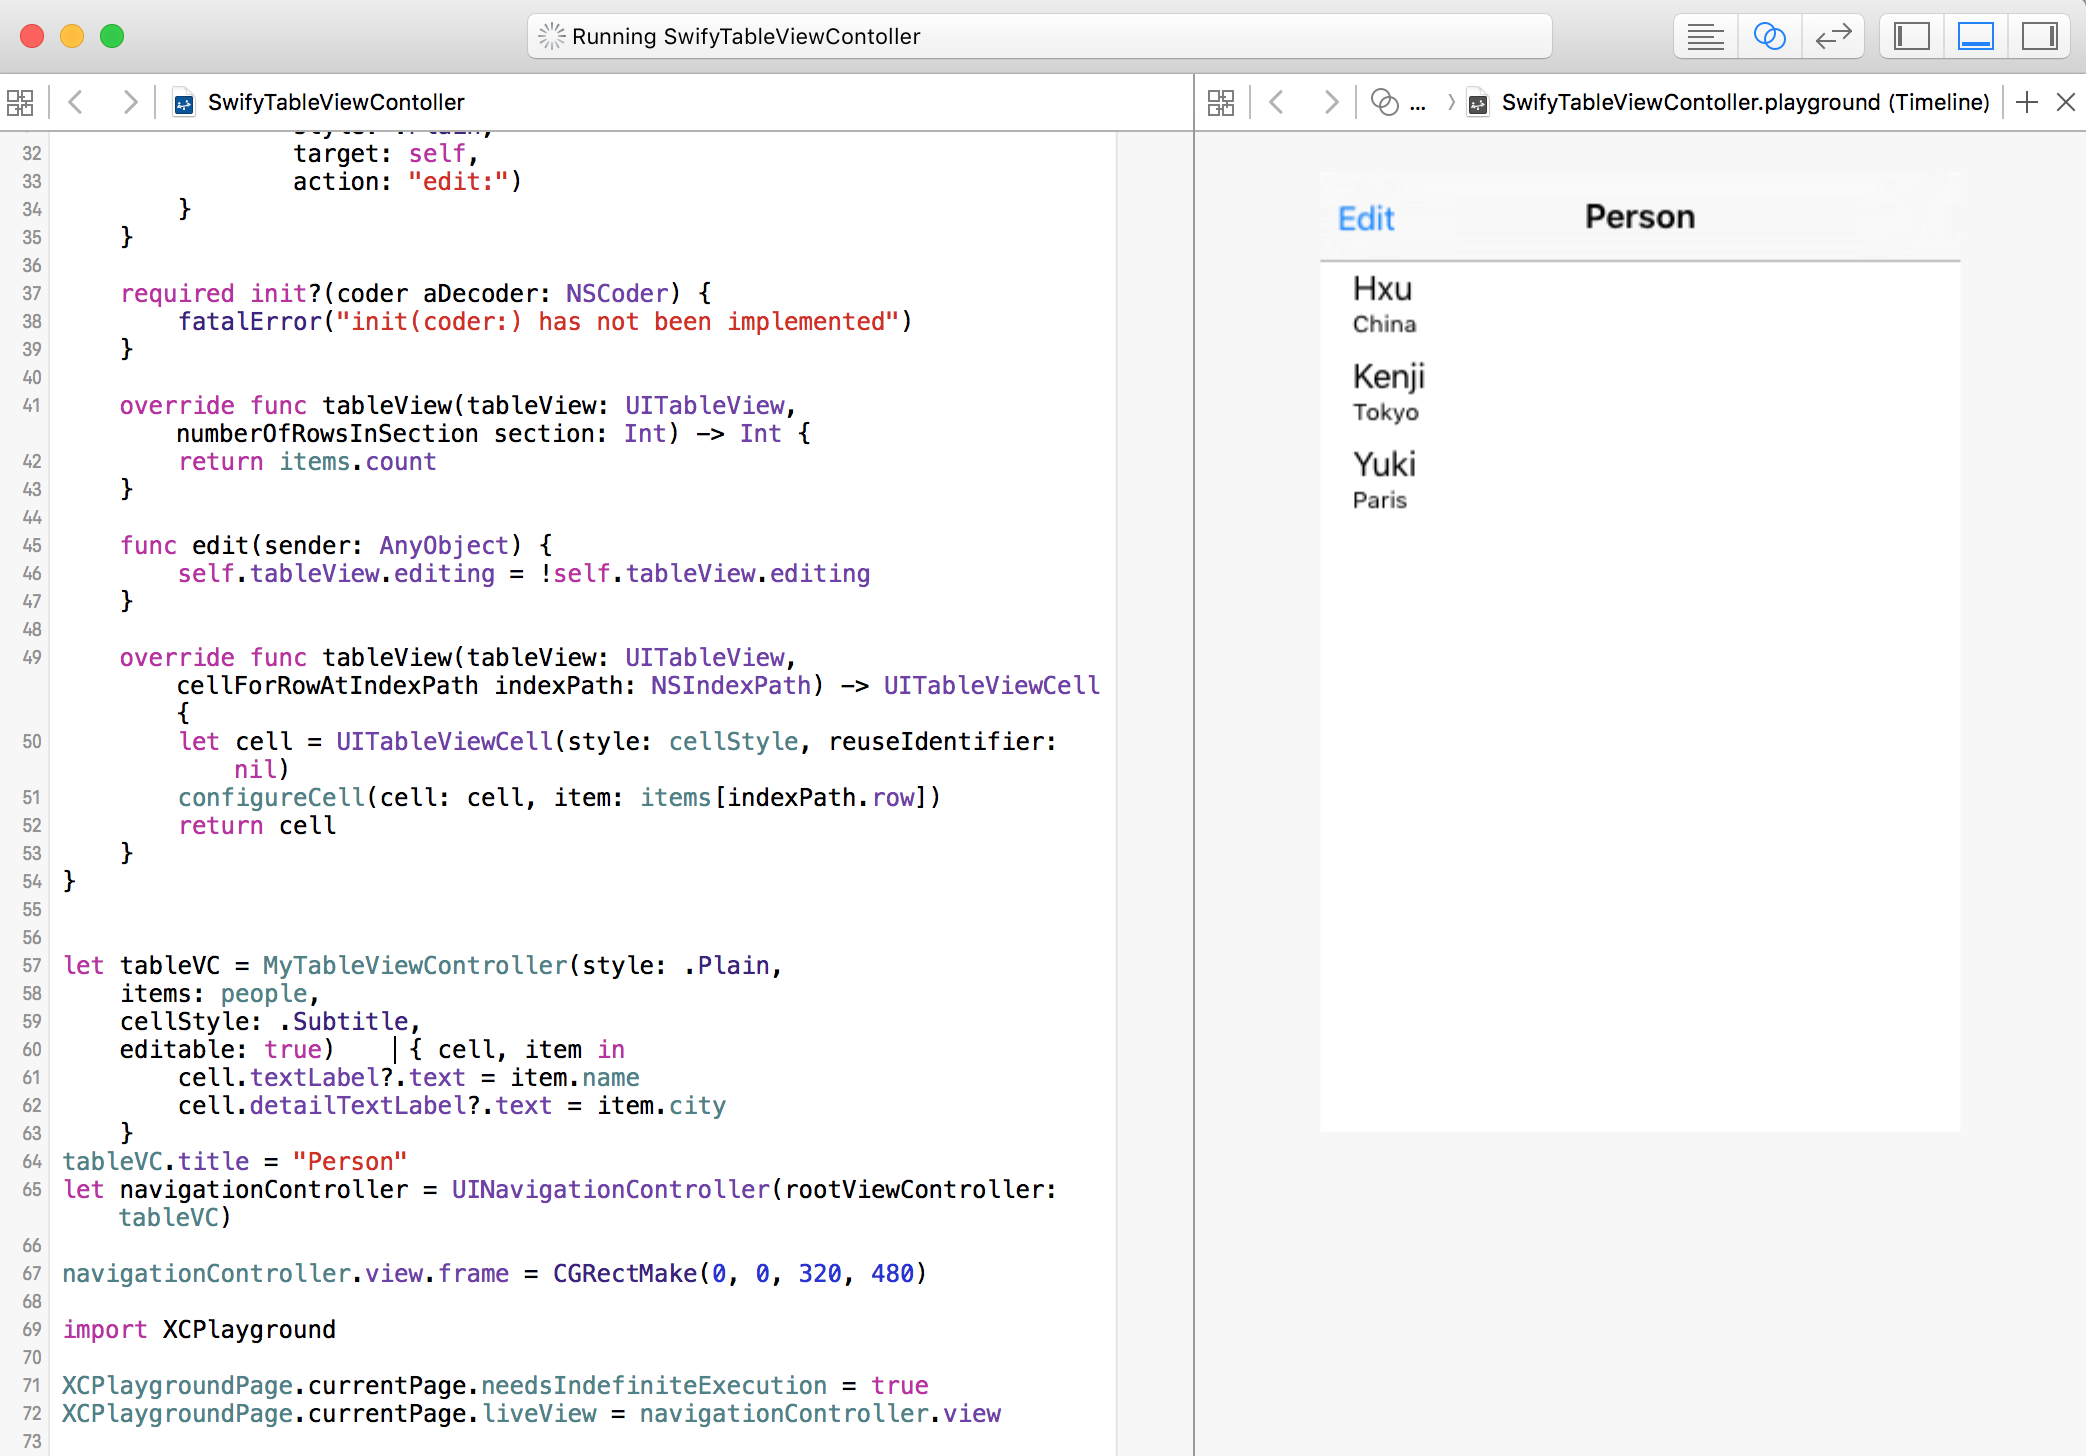 Running SwifyTableViewContoller
SwifyTableViewContoller
... SwifyTableViewContoller.playground (Timeline)
style: .Plain,
32 target: self,
33 action: "edit:")
34 }
35 }
36
37 required init?(coder aDecoder: NSCoder) {
38 fatalError("init(coder:) has not been implemented")
39 }
40
41 override func tableView(tableView: UITableView,
numberOfRowsInSection section: Int) -> Int {
42 return items.count
43 }
44
45 func edit(sender: AnyObject) {
46 self.tableView.editing = !self.tableView.editing
47 }
48
49 override func tableView(tableView: UITableView,
cellForRowAtIndexPath indexPath: NSIndexPath) -> UITableViewCell
{
50 let cell = UITableViewCell(style: cellStyle, reuseIdentifier:
nil)
51 configureCell(cell: cell, item: items[indexPath.row])
52 return cell
53 }
54 }
55
56
57 let tableVC = MyTableViewController(style: .Plain,
58 items: people,
59 cellStyle: .Subtitle,
60 editable: true) { cell, item in
61 cell.textLabel?.text = item.name
62 cell.detailTextLabel?.text = item.city
63 }
64 tableVC.title = "Person"
65 let navigationController = UINavigationController(rootViewController:
tableVC)
66
67 navigationController.view.frame = CGRectMake(0, 0, 320, 480)
68
69 import XCPlayground
70
71 XCPlaygroundPage.currentPage.needsIndefiniteExecution = true
72 XCPlaygroundPage.currentPage.liveView = navigationController.view
73
Edit Person
Hxu
China
Kenji
Tokyo
Yuki
Paris